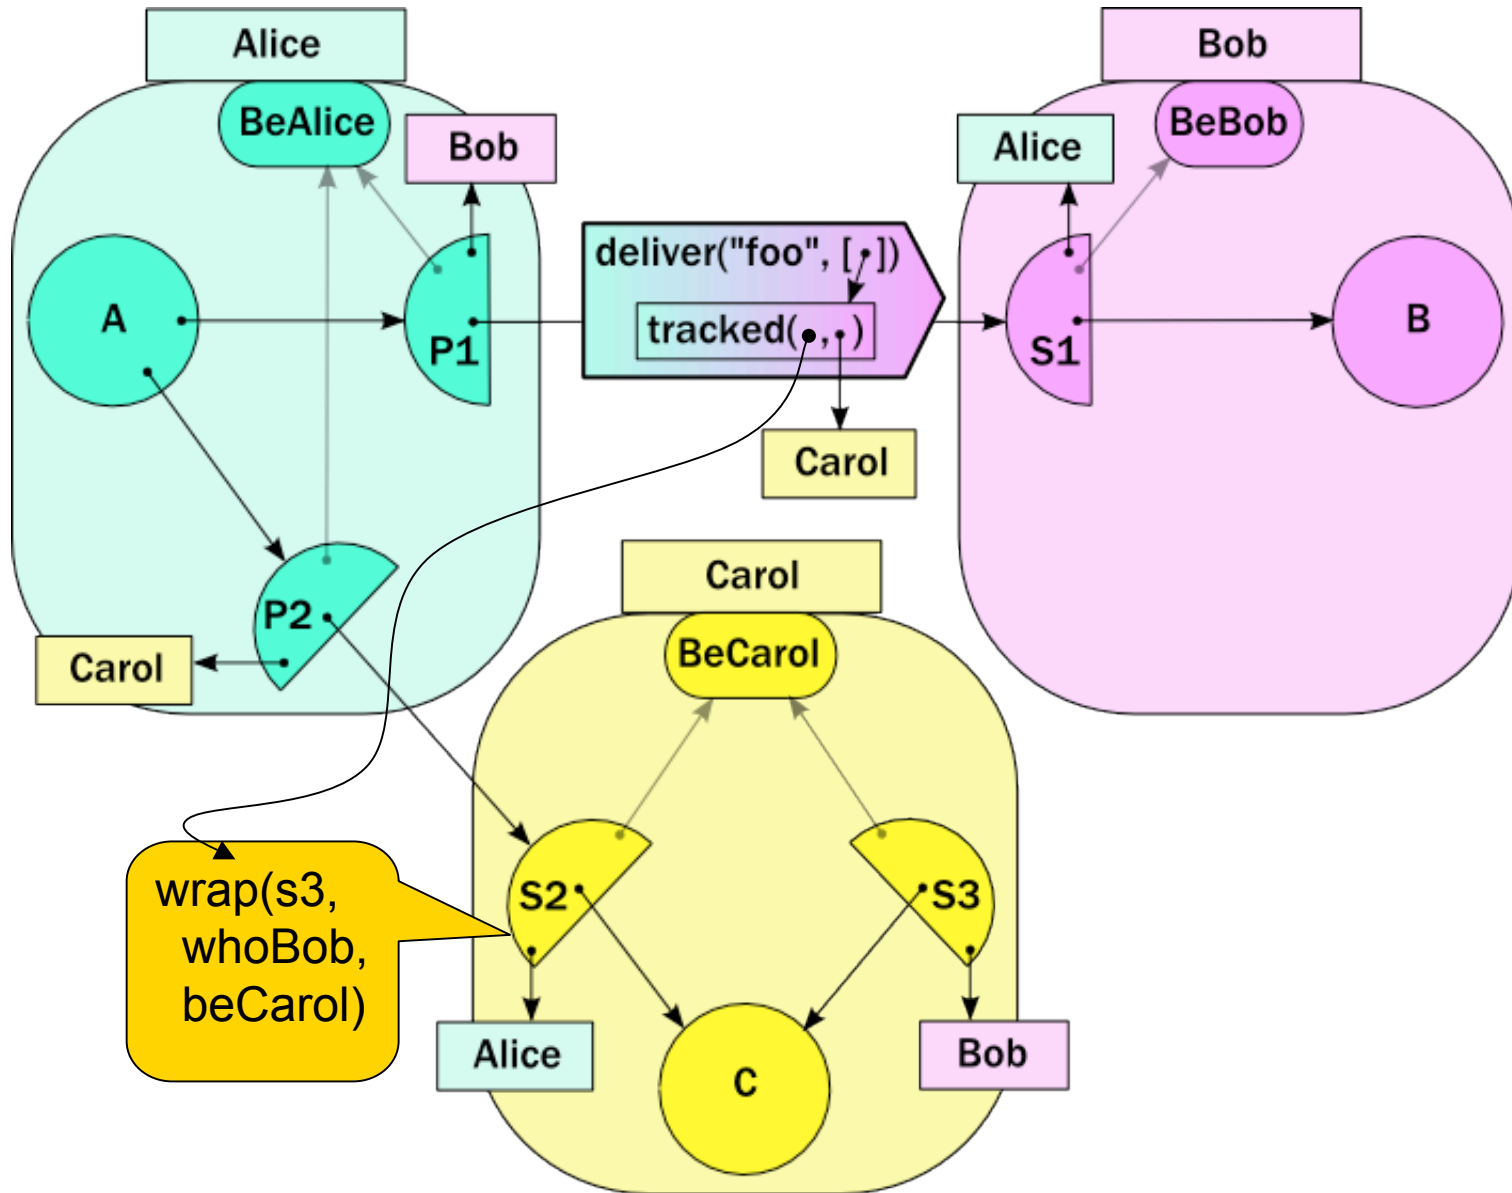 Alice
BeAlice
Bob
A
P1
P2
Carol
deliver("foo", [ ])
tracked( , )
Carol
Bob
BeBob
Alice
S1
B
Carol
BeCarol
S2
S3
Alice
Bob
C
wrap(s3,
whoBob,
beCarol)